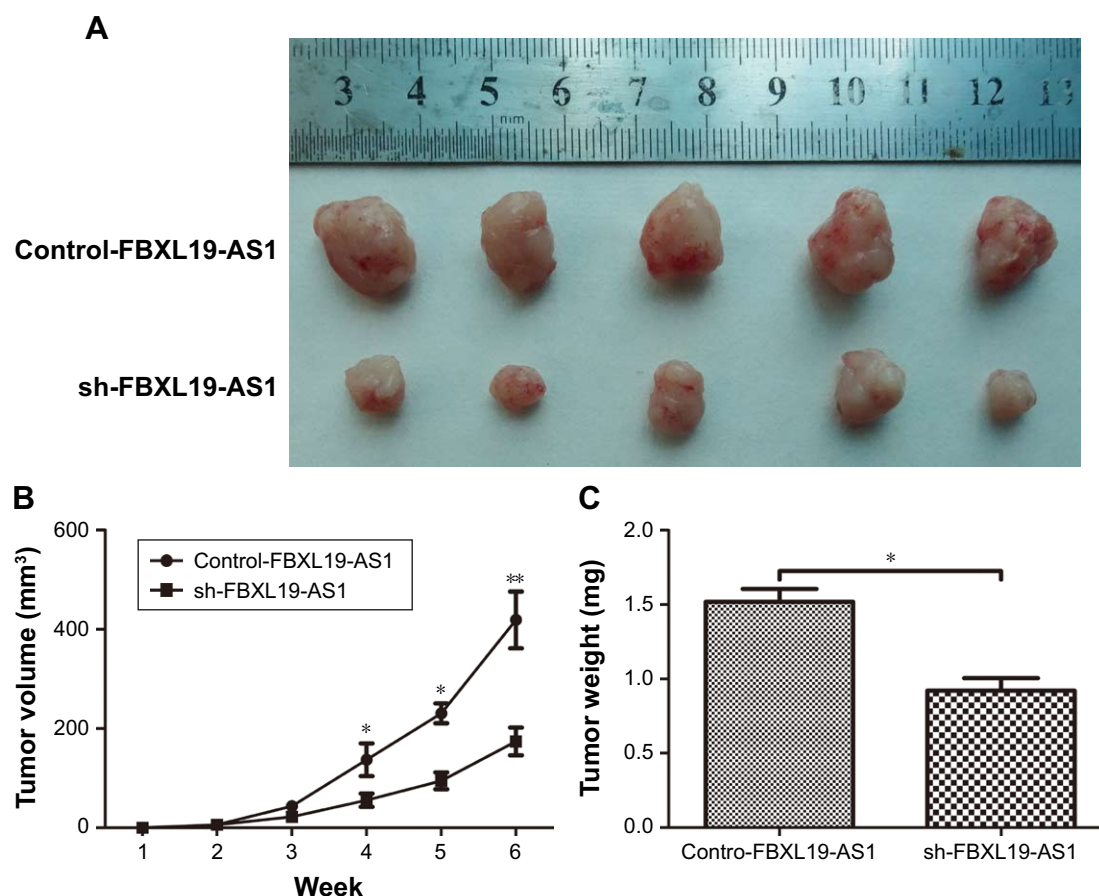 A
3 4 5 6 7 8 9 10 11 12 13
mm
Control-FBXL19-AS1
sh-FBXL19-AS1
B
600
400
200
0
Tumor volume (mm³)
Control-FBXL19-AS1
sh-FBXL19-AS1
*
*
**
1 2 3 4 5 6
Week
C
2.0
1.5
1.0
0.5
0.0
Tumor weight (mg)
*
Contro-FBXL19-AS1 sh-FBXL19-AS1